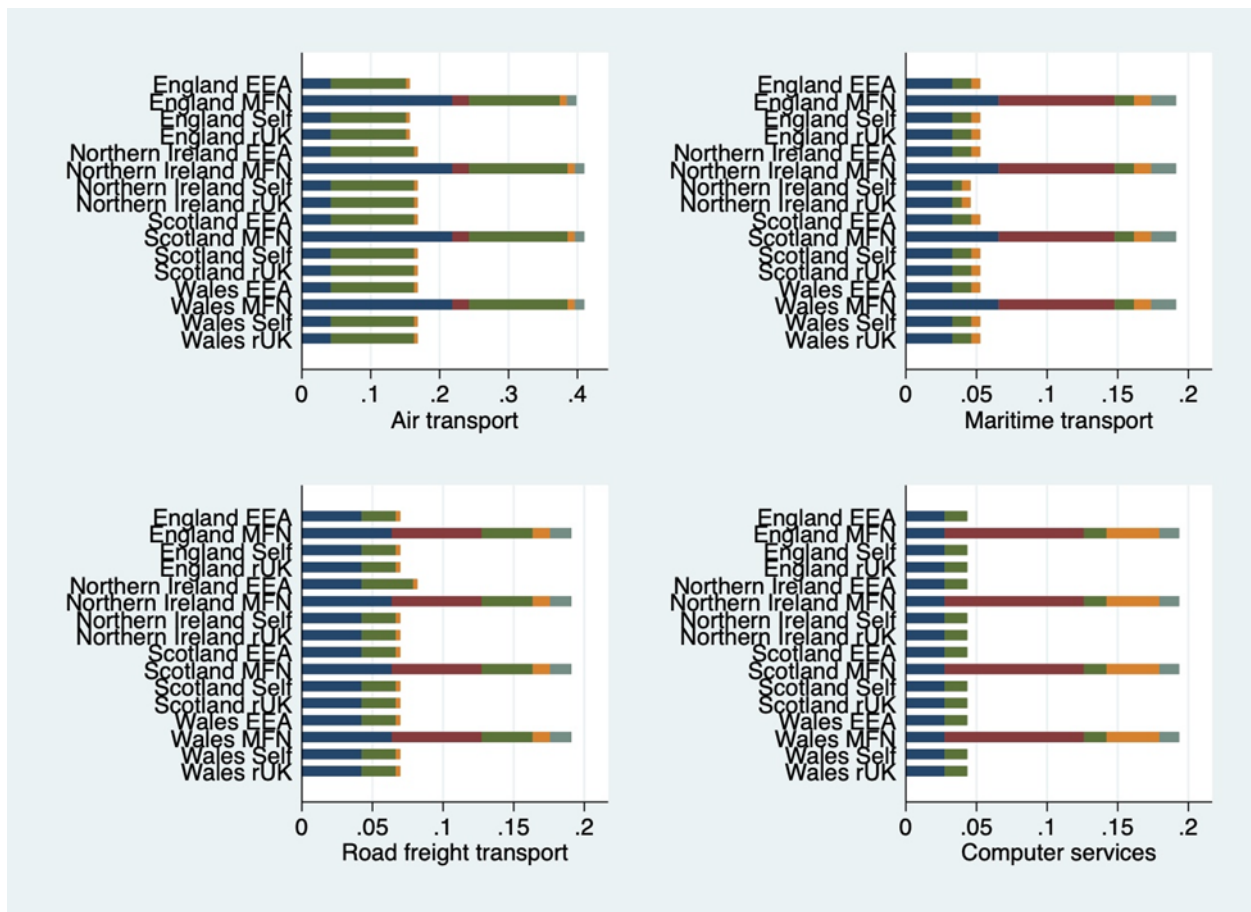 England EEA
England MFN
England Self
England rUK
Northern Ireland EEA
Northern Ireland MFN
Northern Ireland Self
Northern Ireland rUK
Scotland EEA
Scotland MFN
Scotland Self
Scotland rUK
Wales EEA
Wales MFN
Wales Self
Wales rUK
0 .1 .2 .3 .4
Air transport
England EEA
England MFN
England Self
England rUK
Northern Ireland EEA
Northern Ireland MFN
Northern Ireland Self
Northern Ireland rUK
Scotland EEA
Scotland MFN
Scotland Self
Scotland rUK
Wales EEA
Wales MFN
Wales Self
Wales rUK
0 .05 .1 .15 .2
Maritime transport
England EEA
England MFN
England Self
England rUK
Northern Ireland EEA
Northern Ireland MFN
Northern Ireland Self
Northern Ireland rUK
Scotland EEA
Scotland MFN
Scotland Self
Scotland rUK
Wales EEA
Wales MFN
Wales Self
Wales rUK
0 .05 .1 .15 .2
Road freight transport
England EEA
England MFN
England Self
England rUK
Northern Ireland EEA
Northern Ireland MFN
Northern Ireland Self
Northern Ireland rUK
Scotland EEA
Scotland MFN
Scotland Self
Scotland rUK
Wales EEA
Wales MFN
Wales Self
Wales rUK
0 .05 .1 .15 .2
Computer services